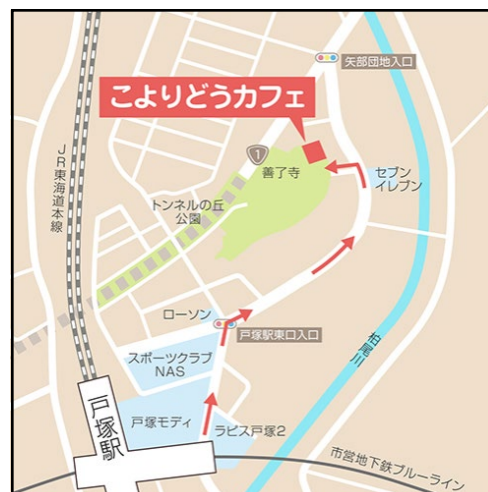 矢部団地入口
こよりどうカフェ
1
善了寺
セブン
イレブン
JR東海道本線
トンネルの丘
公園
ローソン
戸塚駅東口入口
スポーツクラブ
NAS
柏尾川
戸塚駅
戸塚モディ
ラピス戸塚2
市営地下鉄ブルーライン